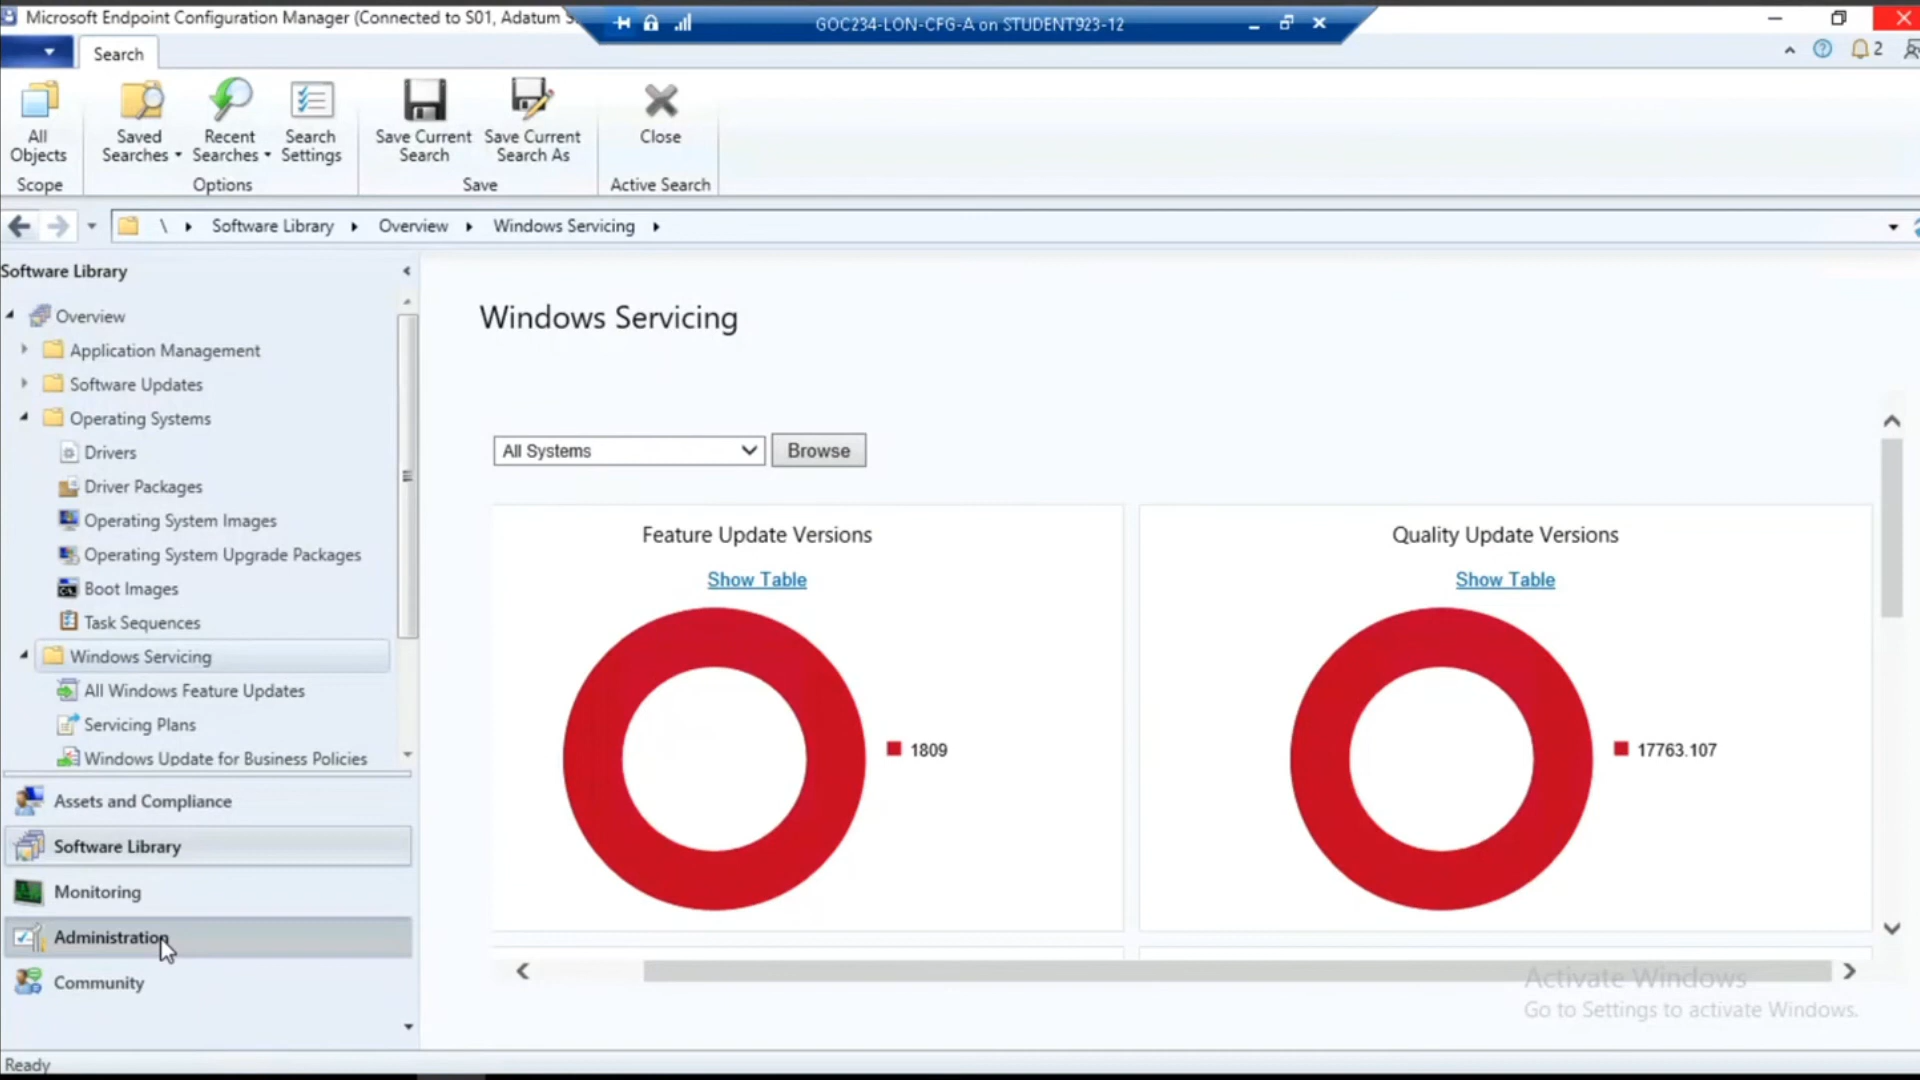 Microsoft Endpoint Configuration Manager (Connected to S01, Adatum S
GOC234-LON-CFG-A on STUDENT923-12
Search
2
All Objects
Saved Searches
Recent Searches
Search Settings
Save Current Search
Save Current Search As
Close
Scope
Options
Save
Active Search
\ Software Library Overview Windows Servicing
Software Library
Overview
Application Management
Software Updates
Operating Systems
Drivers
Driver Packages
Operating System Images
Operating System Upgrade Packages
Boot Images
Task Sequences
Windows Servicing
All Windows Feature Updates
Servicing Plans
Windows Update for Business Policies
Assets and Compliance
Software Library
Monitoring
Administration
Community
Windows Servicing
All Systems
Browse
Feature Update Versions
Show Table
1809
Quality Update Versions
Show Table
17763.107
Activate Windows
Go to Settings to activate Windows.
Ready